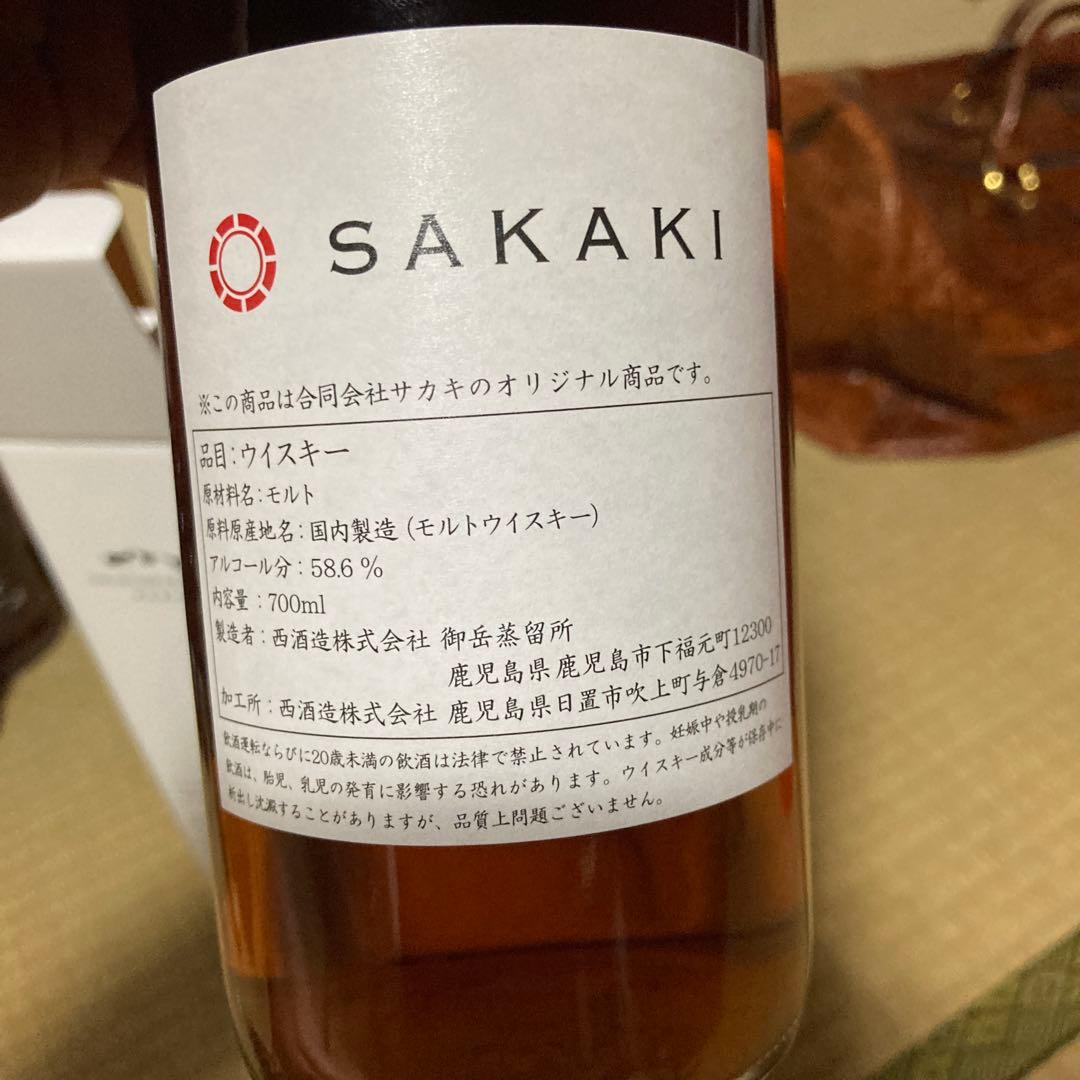 SAKAKI
※この商品は合同会社サカキのオリジナル商品です。
品目：ウイスキー
原材料名：モルト
原料原産地名：国内製造（モルトウイスキー）
アルコール分：58.6 %
内容量：700ml
製造者：西酒造株式会社 御岳蒸留所
鹿児島県鹿児島市下福元町12300
加工所：西酒造株式会社 鹿児島県日置市吹上町与倉4970-17
飲酒運転ならびに20歳未満の飲酒は法律で禁止されています。妊娠中や授乳期の
飲酒は、胎児、乳児の発育に影響する恐れがあります。ウイスキー成分等が保存中に
析出し沈澱することがありますが、品質上問題ございません。